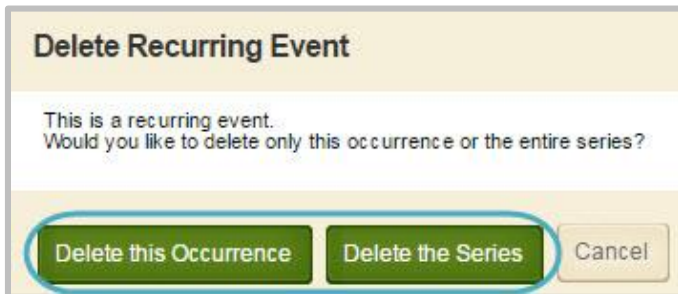 Delete Recurring Event
This is a recurring event.
Would you like to delete only this occurrence or the entire series?
Delete this Occurrence Delete the Series Cancel